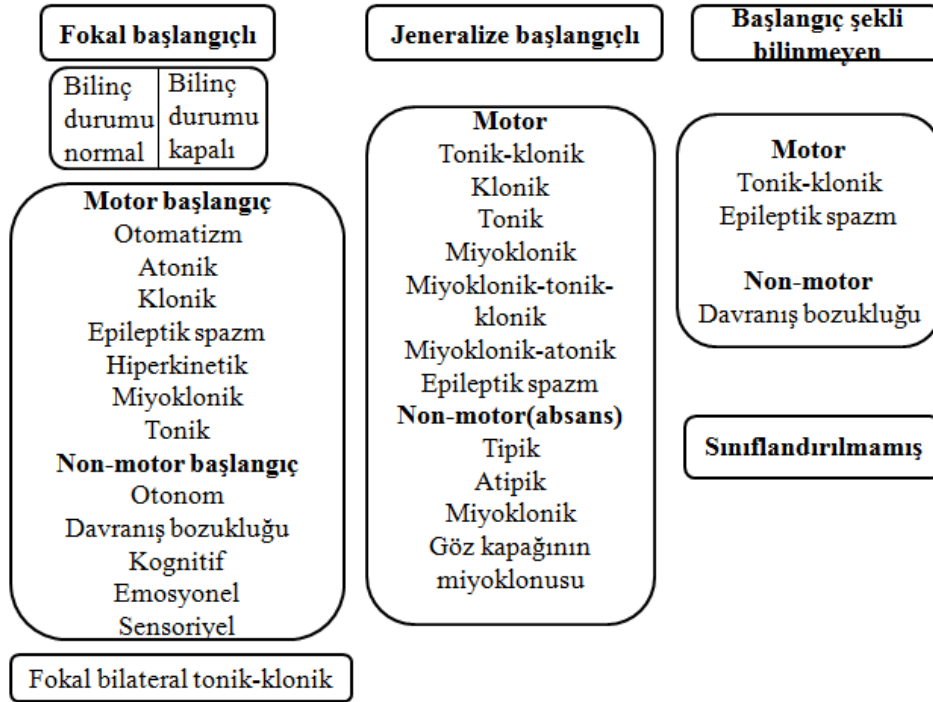 Fokal başlangıçlı
Bilinç
durumu
normal
Bilinç
durumu
kapalı
Motor başlangıç
Otomatizm
Atonik
Klonik
Epileptik spazm
Hiperkinetik
Miyoklonik
Tonik
Non-motor başlangıç
Otonom
Davranış bozukluğu
Kognitif
Emosyonel
Sensoriyel
Fokal bilateral tonik-klonik
Jeneralize başlangıçlı
Motor
Tonik-klonik
Klonik
Tonik
Miyoklonik
Miyoklonik-tonik-
klonik
Miyoklonik-atonik
Epileptik spazm
Non-motor(absans)
Tipik
Atipik
Miyoklonik
Göz kapağının
miyoklonusu
Başlangıç şekli
bilinmeyen
Motor
Tonik-klonik
Epileptik spazm
Non-motor
Davranış bozukluğu
Sınıflandırılmamış